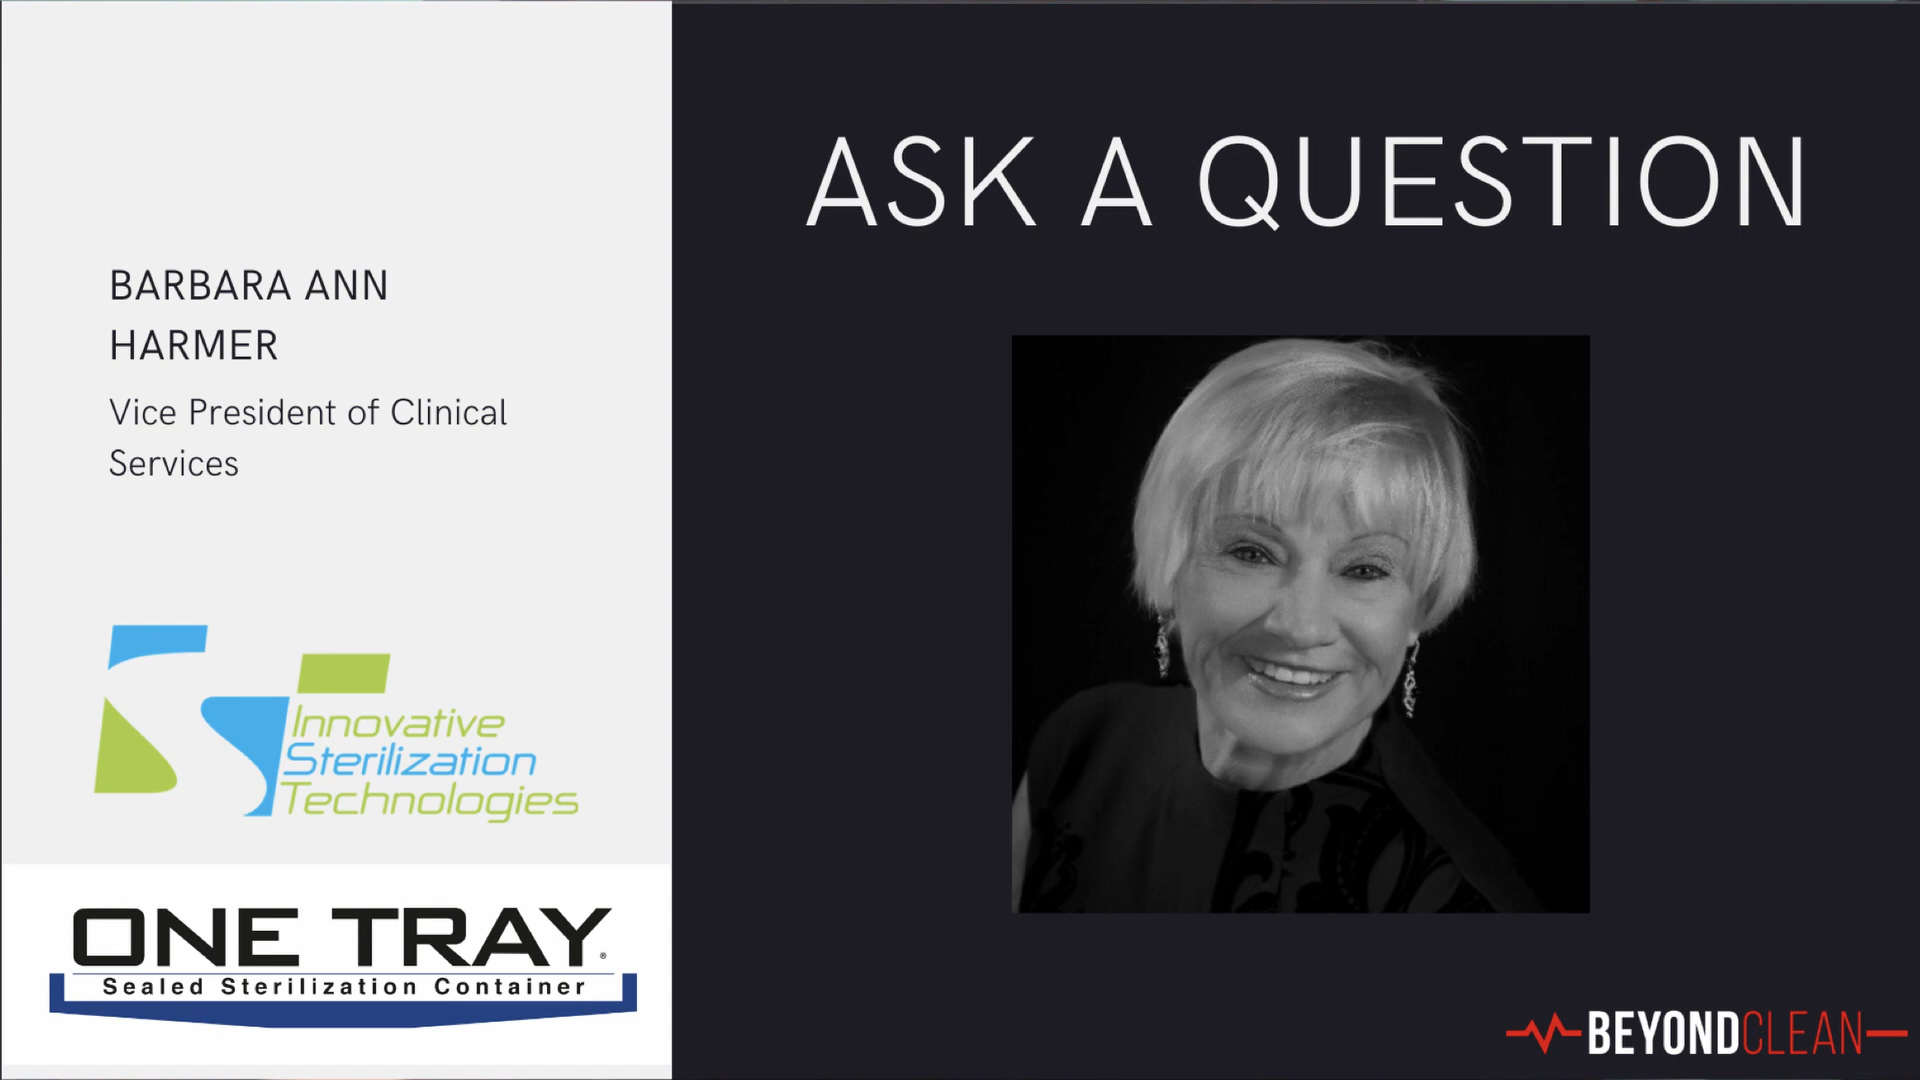 BARBARA ANN
HARMER
Vice President of Clinical
Services
Innovative
Sterilization
Technologies
ONE TRAY®
Sealed Sterilization Container
ASK A QUESTION
BEYONDCLEAN